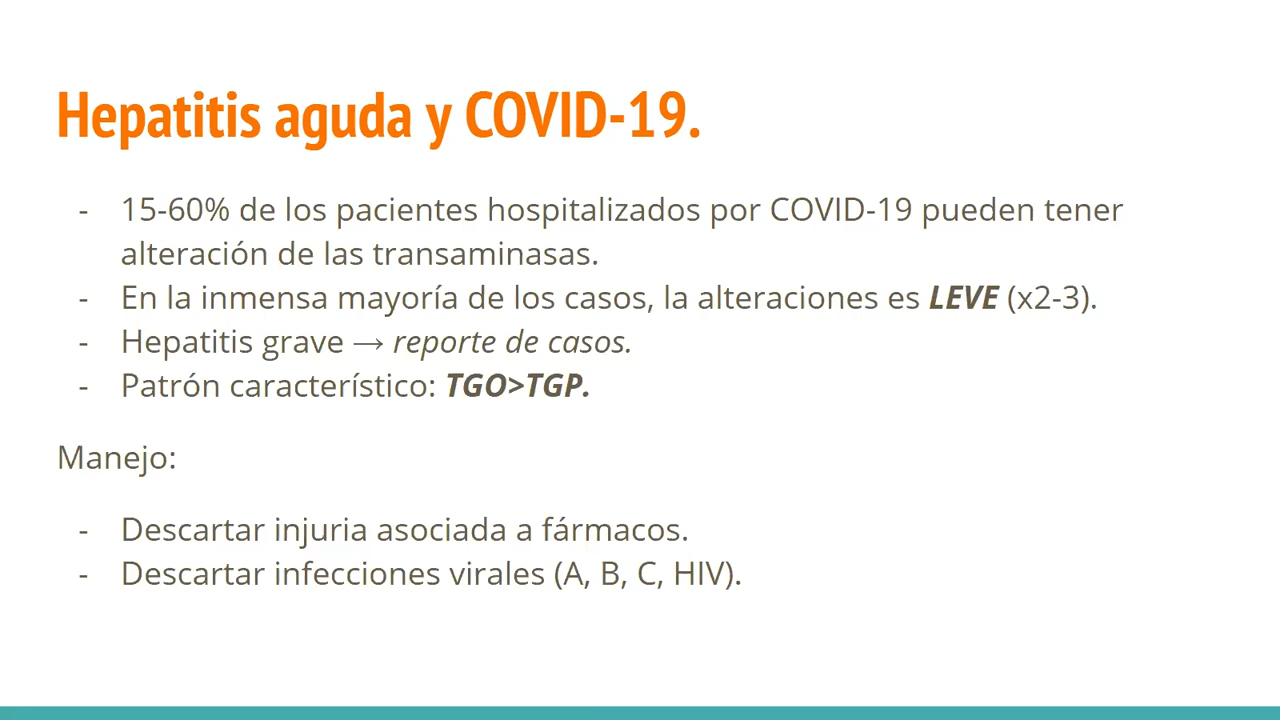 Hepatitis aguda y COVID-19.
- 15-60% de los pacientes hospitalizados por COVID-19 pueden tener
alteración de las transaminasas.
- En la inmensa mayoría de los casos, la alteraciones es LEVE (x2-3).
- Hepatitis grave → reporte de casos.
- Patrón característico: TGO>TGP.
Manejo:
- Descartar injuria asociada a fármacos.
- Descartar infecciones virales (A, B, C, HIV).